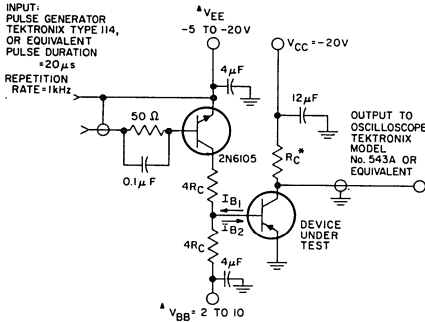 INPUT:
PULSE GENERATOR
TEKTRONIX TYPE 114,
OR EQUIVALENT
PULSE DURATION
=20μs
REPETITION
RATE=1kHz
▲VEE
-5 TO -20V
4μF
VCC=-20V
12μF
50 Ω
0.1μF
2N6105
RC*
OUTPUT TO
OSCILLOSCOPE
TEKTRONIX
MODEL
No. 543A OR
EQUIVALENT
4RC
IB1
IB2
4RC
DEVICE
UNDER
TEST
4μF
▲VBB= 2 TO 10